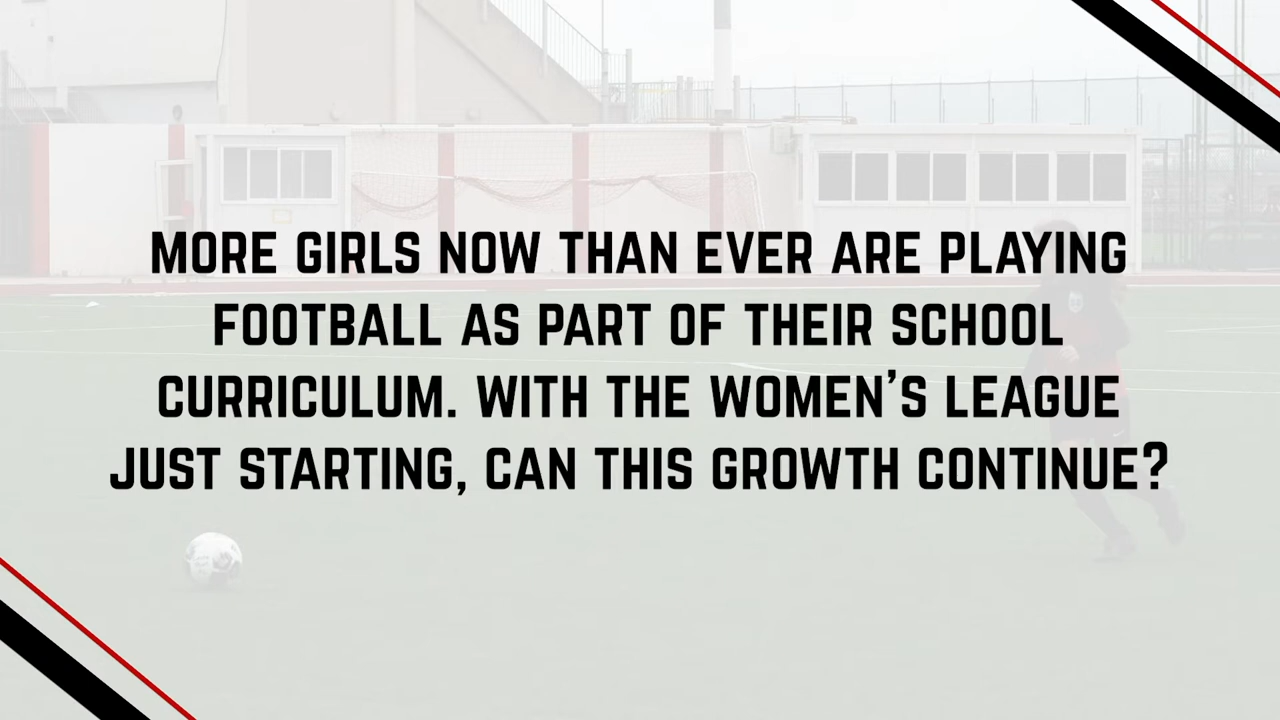 MORE GIRLS NOW THAN EVER ARE PLAYING
FOOTBALL AS PART OF THEIR SCHOOL
CURRICULUM. WITH THE WOMEN'S LEAGUE
JUST STARTING, CAN THIS GROWTH CONTINUE?